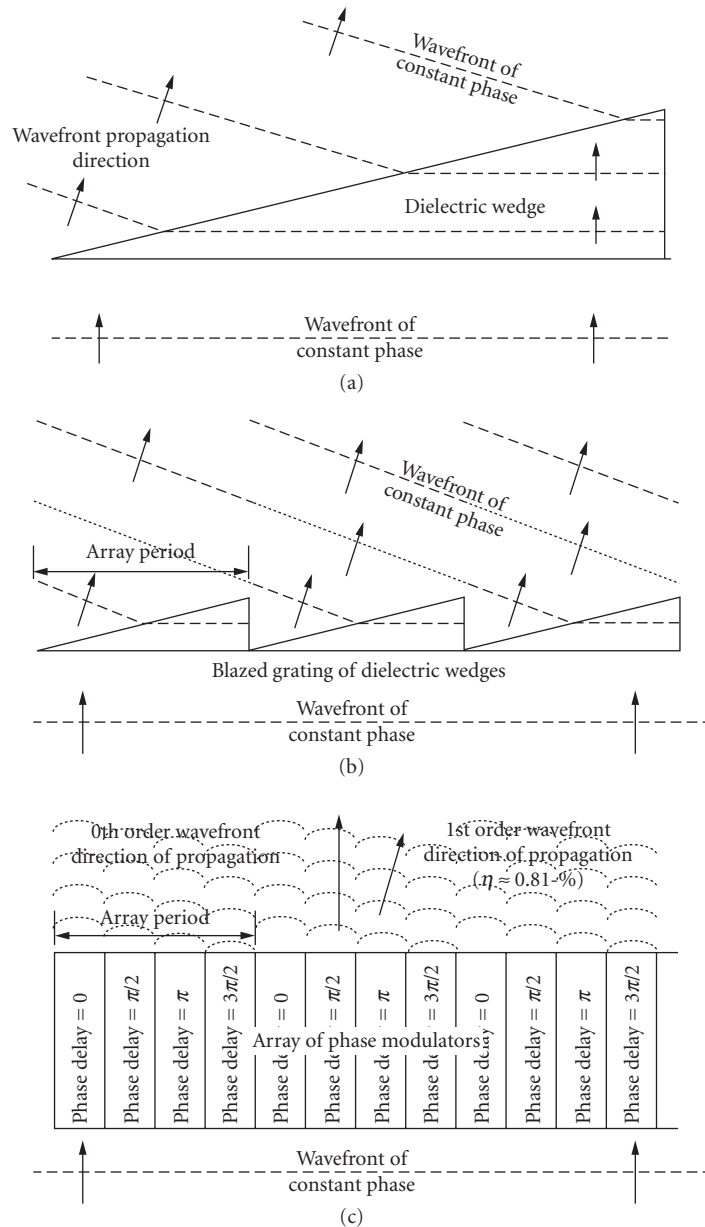 Wavefront of
constant phase
Wavefront propagation
direction
Dielectric wedge
Wavefront of
constant phase
(a)
Wavefront of
constant phase
Array period
Blazed grating of dielectric wedges
Wavefront of
constant phase
(b)
0th order wavefront
direction of propagation
1st order wavefront
direction of propagation
(η ≈ 0.81-%)
Array period
Phase delay = 0
Phase delay = π/2
Phase delay = π
Phase delay = 3π/2
Phase delay = 0
Phase delay = π/2
Phase delay = π
Phase delay = 3π/2
Phase delay = 0
Phase delay = π/2
Phase delay = π
Phase delay = 3π/2
Array of phase modulators
Wavefront of
constant phase
(c)